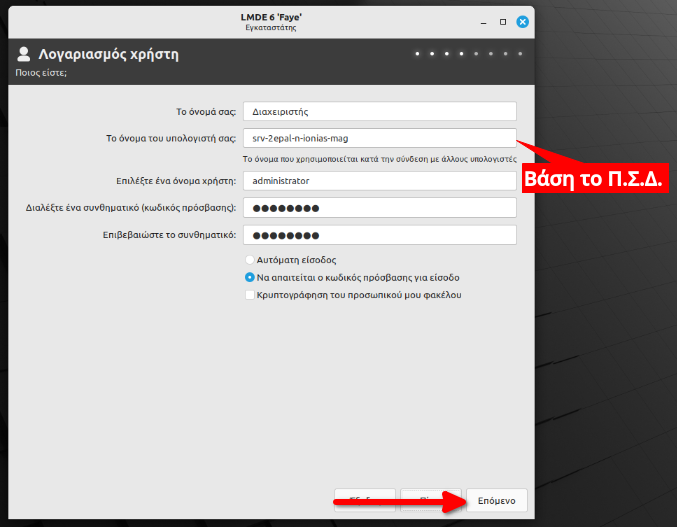 LMDE 6 'Faye'
Εγκαταστάτης
Λογαριασμός χρήστη
Ποιος είστε;
Το όνομά σας: Διαχειριστής
Το όνομα του υπολογιστή σας: srv-2epal-n-ionias-mag
Το όνομα που χρησιμοποιείται κατά την σύνδεση με άλλους υπολογιστές
Βάση το Π.Σ.Δ.
Επιλέξτε ένα όνομα χρήστη: administrator
Διαλέξτε ένα συνθηματικό (κωδικός πρόσβασης): ●●●●●●●●
Επιβεβαιώστε το συνθηματικό: ●●●●●●●●
Αυτόματη είσοδος
Να απαιτείται ο κωδικός πρόσβασης για είσοδο
Κρυπτογράφηση του προσωπικού μου φακέλου
Επόμενο